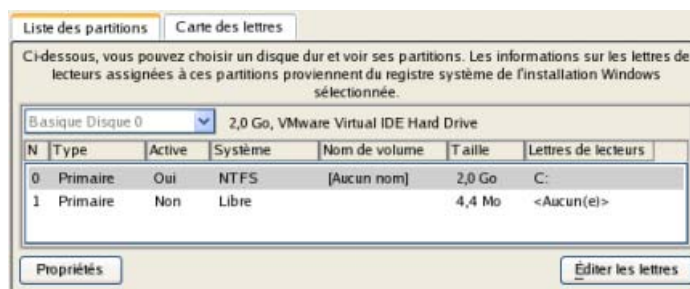 Liste des partitions Carte des lettres
Ci-dessous, vous pouvez choisir un disque dur et voir ses partitions. Les informations sur les lettres de
lecteurs assignées à ces partitions proviennent du registre système de l'installation Windows
sélectionnée.
Basique Disque 0 2,0 Go, VMware Virtual IDE Hard Drive
N Type Active Système Nom de volume Taille Lettres de lecteurs
0 Primaire Oui NTFS [Aucun nom] 2,0 Go C:
1 Primaire Non Libre 4,4 Mo <Aucun(e)>
Propriétés Éditer les lettres